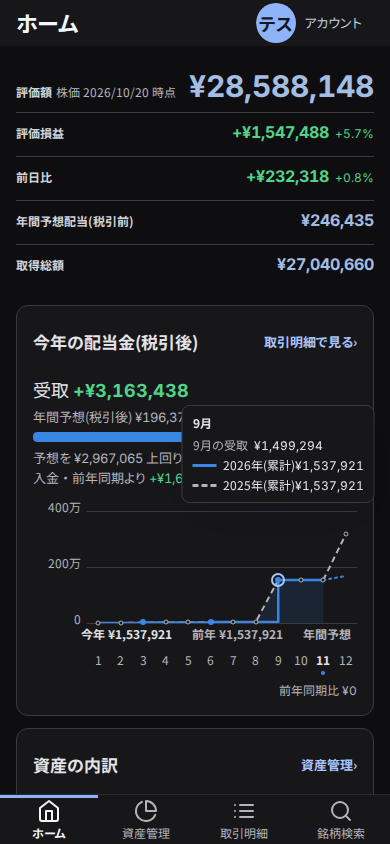 ホーム
テス アカウント
評価額 株価 2026/10/20 時点 ¥28,588,148
評価損益 +¥1,547,488 +5.7%
前日比 +¥232,318 +0.8%
年間予想配当(税引前) ¥246,435
取得総額 ¥27,040,660
今年の配当金(税引後) 取引明細で見る›
受取 +¥3,163,438
年間予想(税引後) ¥196,37
予想を ¥2,967,065 上回り
入金・前年同期より +¥1,6
9月
9月の受取 ¥1,499,294
2026年(累計)¥1,537,921
2025年(累計)¥1,537,921
400万
200万
0
今年 ¥1,537,921 前年 ¥1,537,921 年間予想
1 2 3 4 5 6 7 8 9 10 11 12
前年同期比 ¥0
資産の内訳 資産管理›
ホーム 資産管理 取引明細 銘柄検索